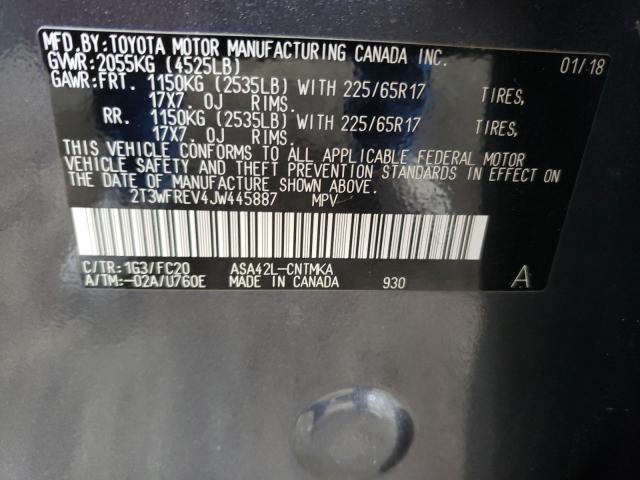 MFD.BY:TOYOTA MOTOR MANUFACTURING CANADA INC.
GVWR:2055KG (4525LB) 01/18
GAWR:FRT. 1150KG (2535LB) WITH 225/65R17 TIRES,
17X7. 0J RIMS.
RR. 1150KG (2535LB) WITH 225/65R17 TIRES,
17X7. 0J RIMS.
THIS VEHICLE CONFORMS TO ALL APPLICABLE FEDERAL MOTOR
VEHICLE SAFETY AND THEFT PREVENTION STANDARDS IN EFFECT ON
THE DATE OF MANUFACTURE SHOWN ABOVE.
2T3WFREV4JW445887 MPV
C/TR:1G3/FC20 ASA42L-CNTMKA
A/TM:-02A/U760E MADE IN CANADA 930 A